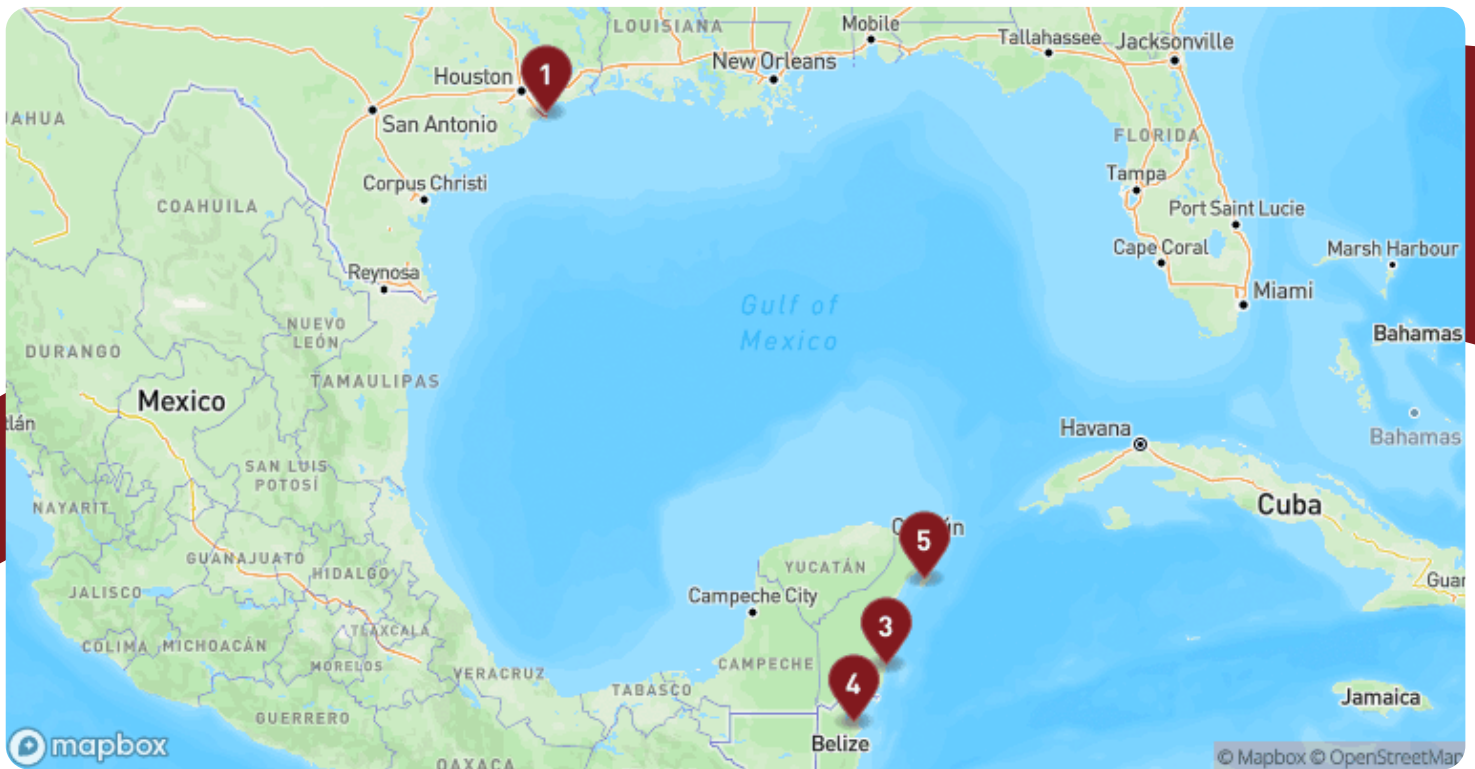 LOUISIANA
Mobile
Tallahassee
Jacksonville
Houston
1
New Orleans
San Antonio
FLORIDA
Tampa
Corpus Christi
COAHUILA
Port Saint Lucie
Cape Coral
Marsh Harbour
Reynosa
Miami
Gulf of
Mexico
NUEVO
LEÓN
Bahamas
DURANGO
TAMAULIPAS
Mexico
Havana
Bahamas
SAN LUIS
POTOSÍ
NAYARIT
Cuba
5
GUANAJUATO
HIDALGO
YUCATÁN
JALISCO
Campeche City
3
TLAXCALA
COLIMA
MICHOACÁN
MORELOS
VERACRUZ
CAMPECHE
4
TABASCO
Jamaica
GUERRERO
Belize
mapbox
© Mapbox © OpenStreetMap
OAXACA